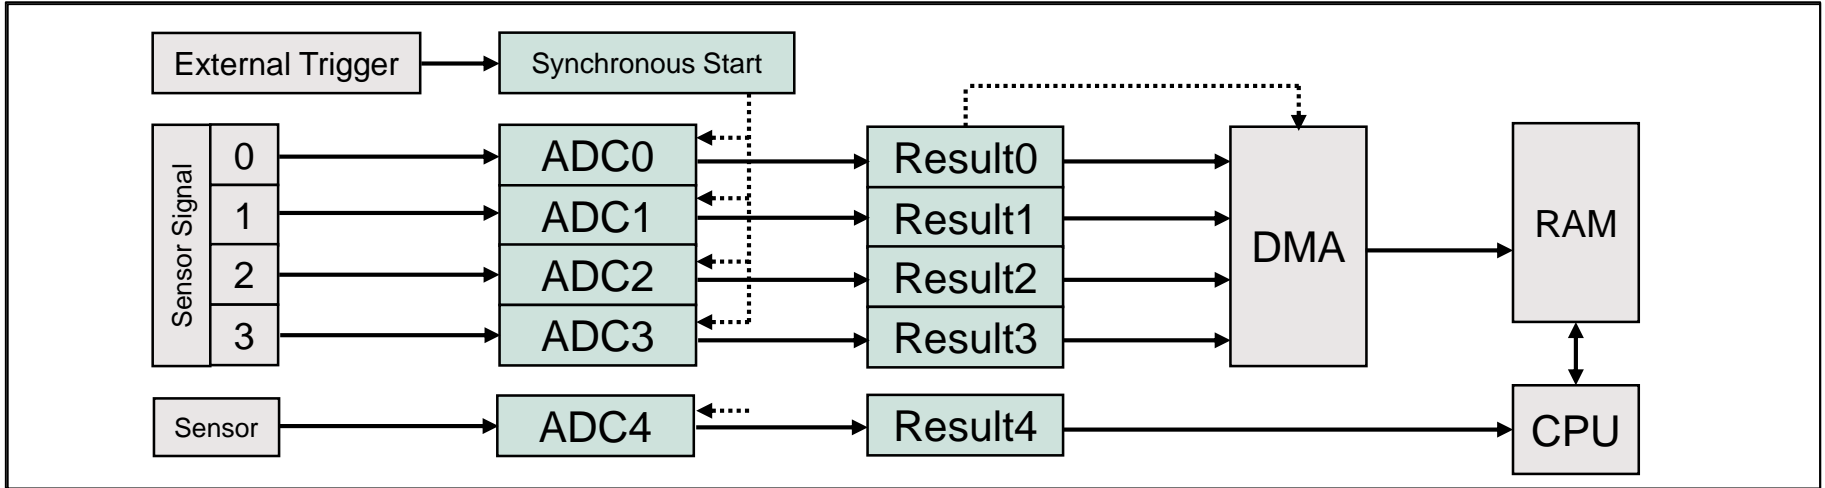 External Trigger
Synchronous Start
Sensor Signal
0
ADC0
Result0
1
ADC1
Result1
2
ADC2
Result2
3
ADC3
Result3
DMA
RAM
Sensor
ADC4
Result4
CPU